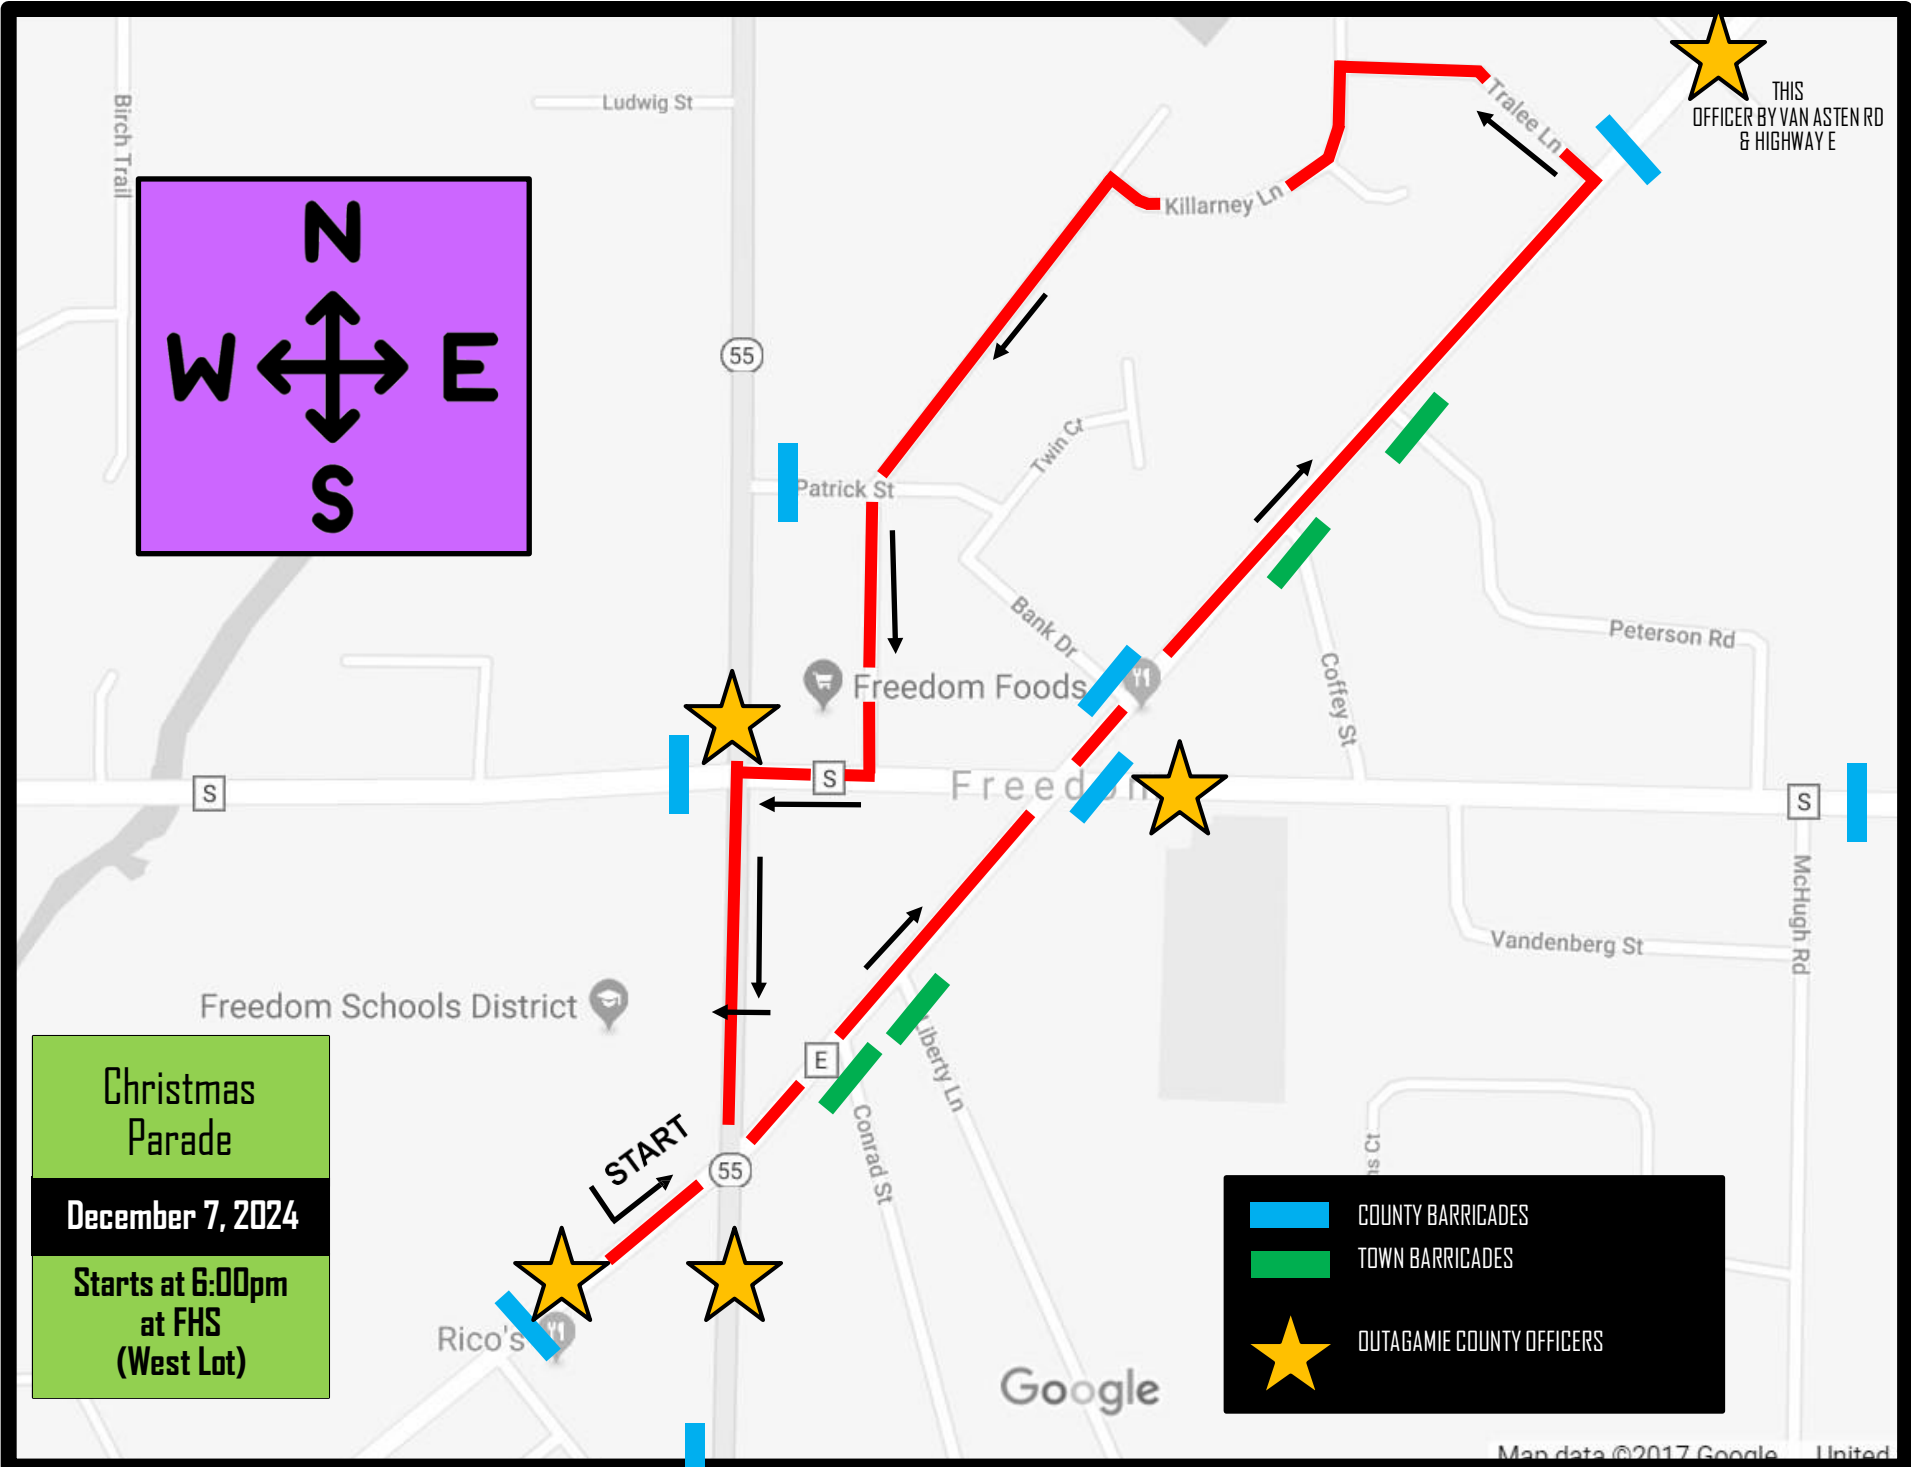 THIS
OFFICER BY VAN ASTEN RD
& HIGHWAY E
Birch Trail
Ludwig St
Tralee Ln
Killarney Ln
N
W E
S
55
Twin Ct
Patrick St
Bank Dr
Peterson Rd
Coffey St
Freedom Foods
S
S
Freedom
S
McHugh Rd
Vandenberg St
Freedom Schools District
E
Liberty Ln
Conrad St
Christmas
Parade
December 7, 2024
Starts at 6:00pm
at FHS
(West Lot)
START
55
ns Ct
Rico's
COUNTY BARRICADES
TOWN BARRICADES
OUTAGAMIE COUNTY OFFICERS
Google
Map data ©2017 Google United